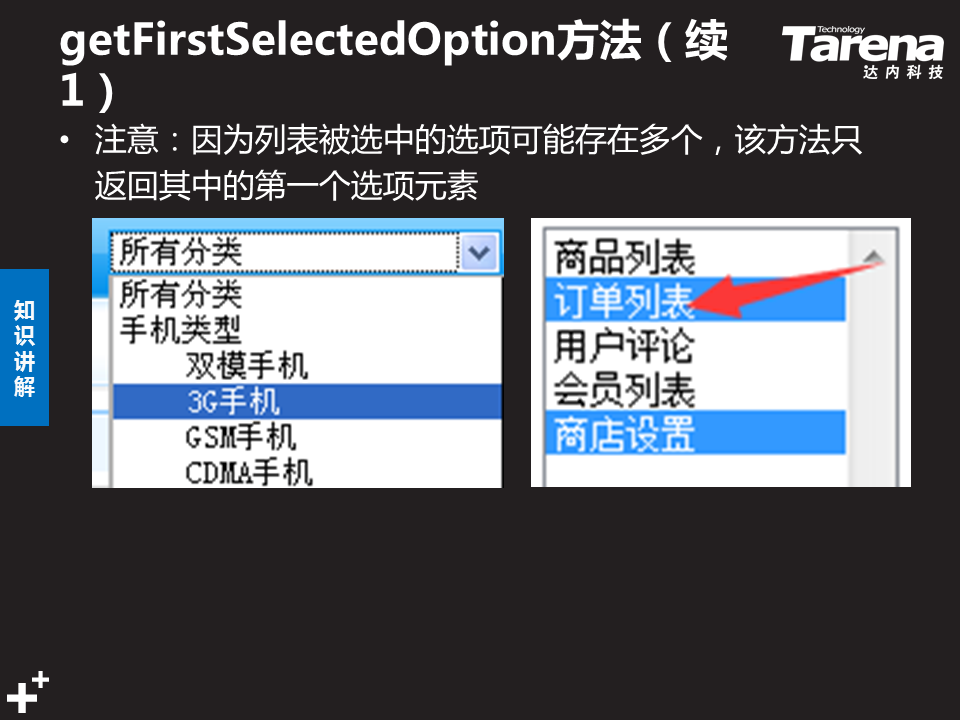 getFirstSelectedOption方法（续
1）
Technology
Tarena
达内科技
• 注意：因为列表被选中的选项可能存在多个，该方法只
返回其中的第一个选项元素
知
识
讲
解
所有分类
所有分类
手机类型
双模手机
3G手机
GSM手机
CDMA手机
商品列表
订单列表
用户评论
会员列表
商店设置